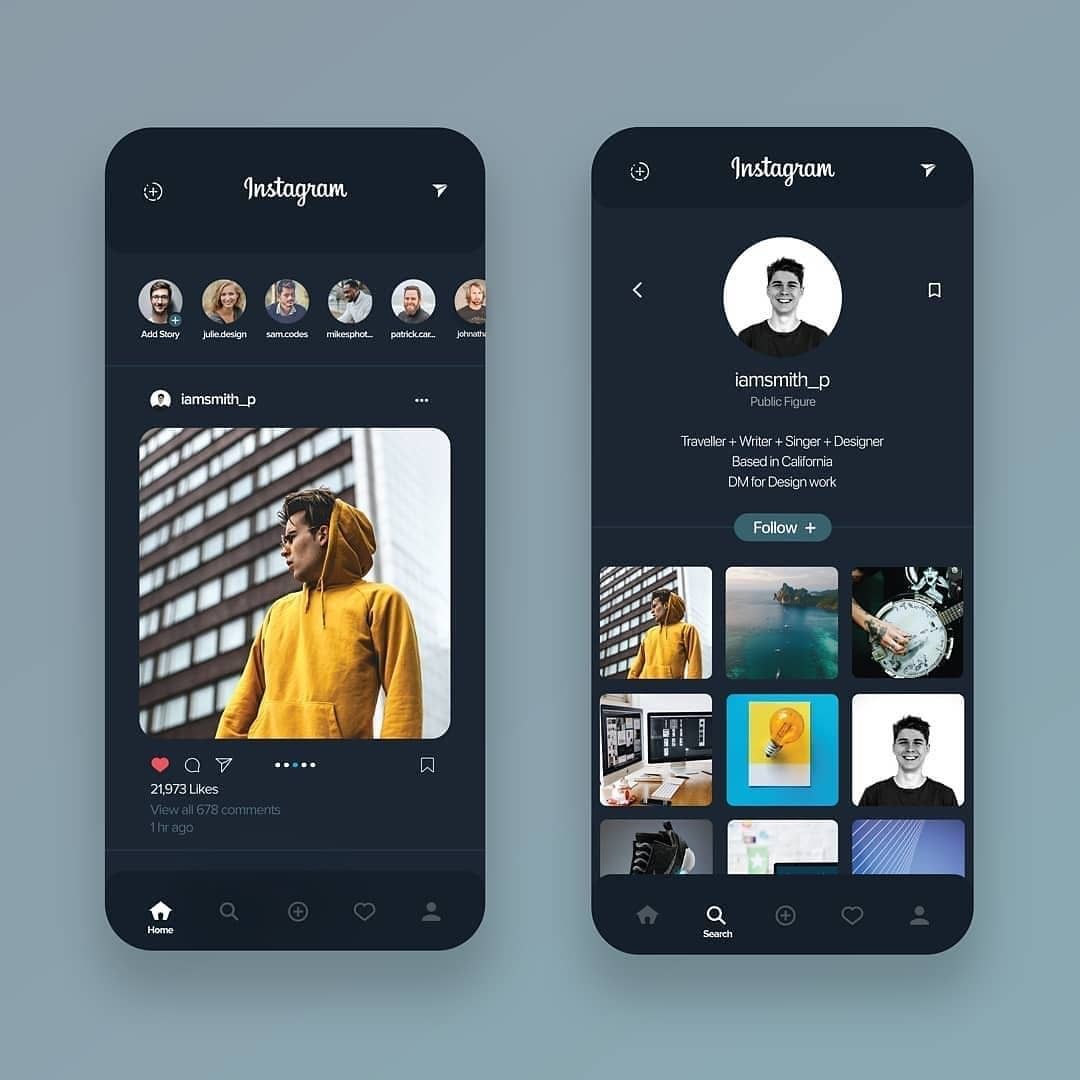 Instagram
Add Story
julie.design
sam.codes
mikesphot...
patrick.car...
johnatha
iamsmith_p
21,973 Likes
View all 678 comments
1 hr ago
Home
Instagram
iamsmith_p
Public Figure
Traveller + Writer + Singer + Designer
Based in California
DM for Design work
Follow +
Search